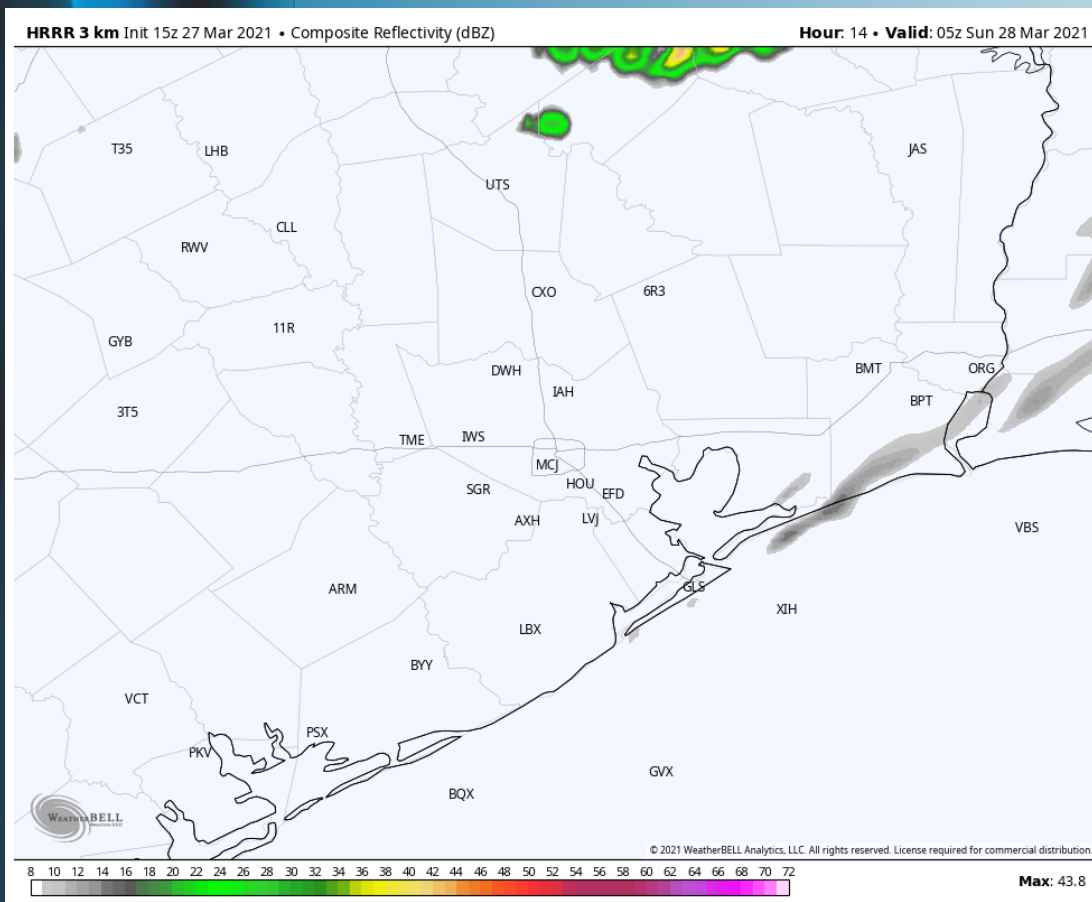 HRRR 3 km Init 15z 27 Mar 2021 • Composite Reflectivity (dBZ) Hour: 14 • Valid: 05z Sun 28 Mar 2021
T35 LHB JAS
UTS
CLL
RWV
CXO 6R3
11R
GYB
DWH BMT ORG
IAH
BPT
3T5
TME IWS
MCJ
HOU
SGR EFD
AXH LVJ
VBS
ARM GLS
XIH
LBX
BYY
VCT
PSX
PKV
GVX
BQX
WEATHERBELL
© 2021 WeatherBELL Analytics, LLC. All rights reserved. License required for commercial distribution.
8 10 12 14 16 18 20 22 24 26 28 30 32 34 36 38 40 42 44 46 48 50 52 54 56 58 60 62 64 66 68 70 72
Max: 43.8